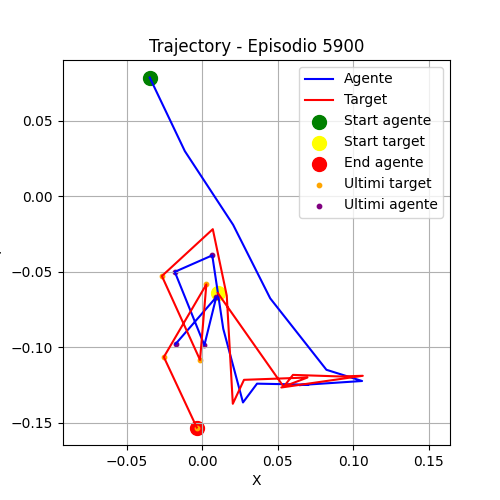 Trajectory - Episodio 5900
Agente
Target
Start agente
Start target
End agente
Ultimi target
Ultimi agente
0.05
0.00
−0.05
−0.10
−0.15
−0.05
0.00
0.05
0.10
0.15
X